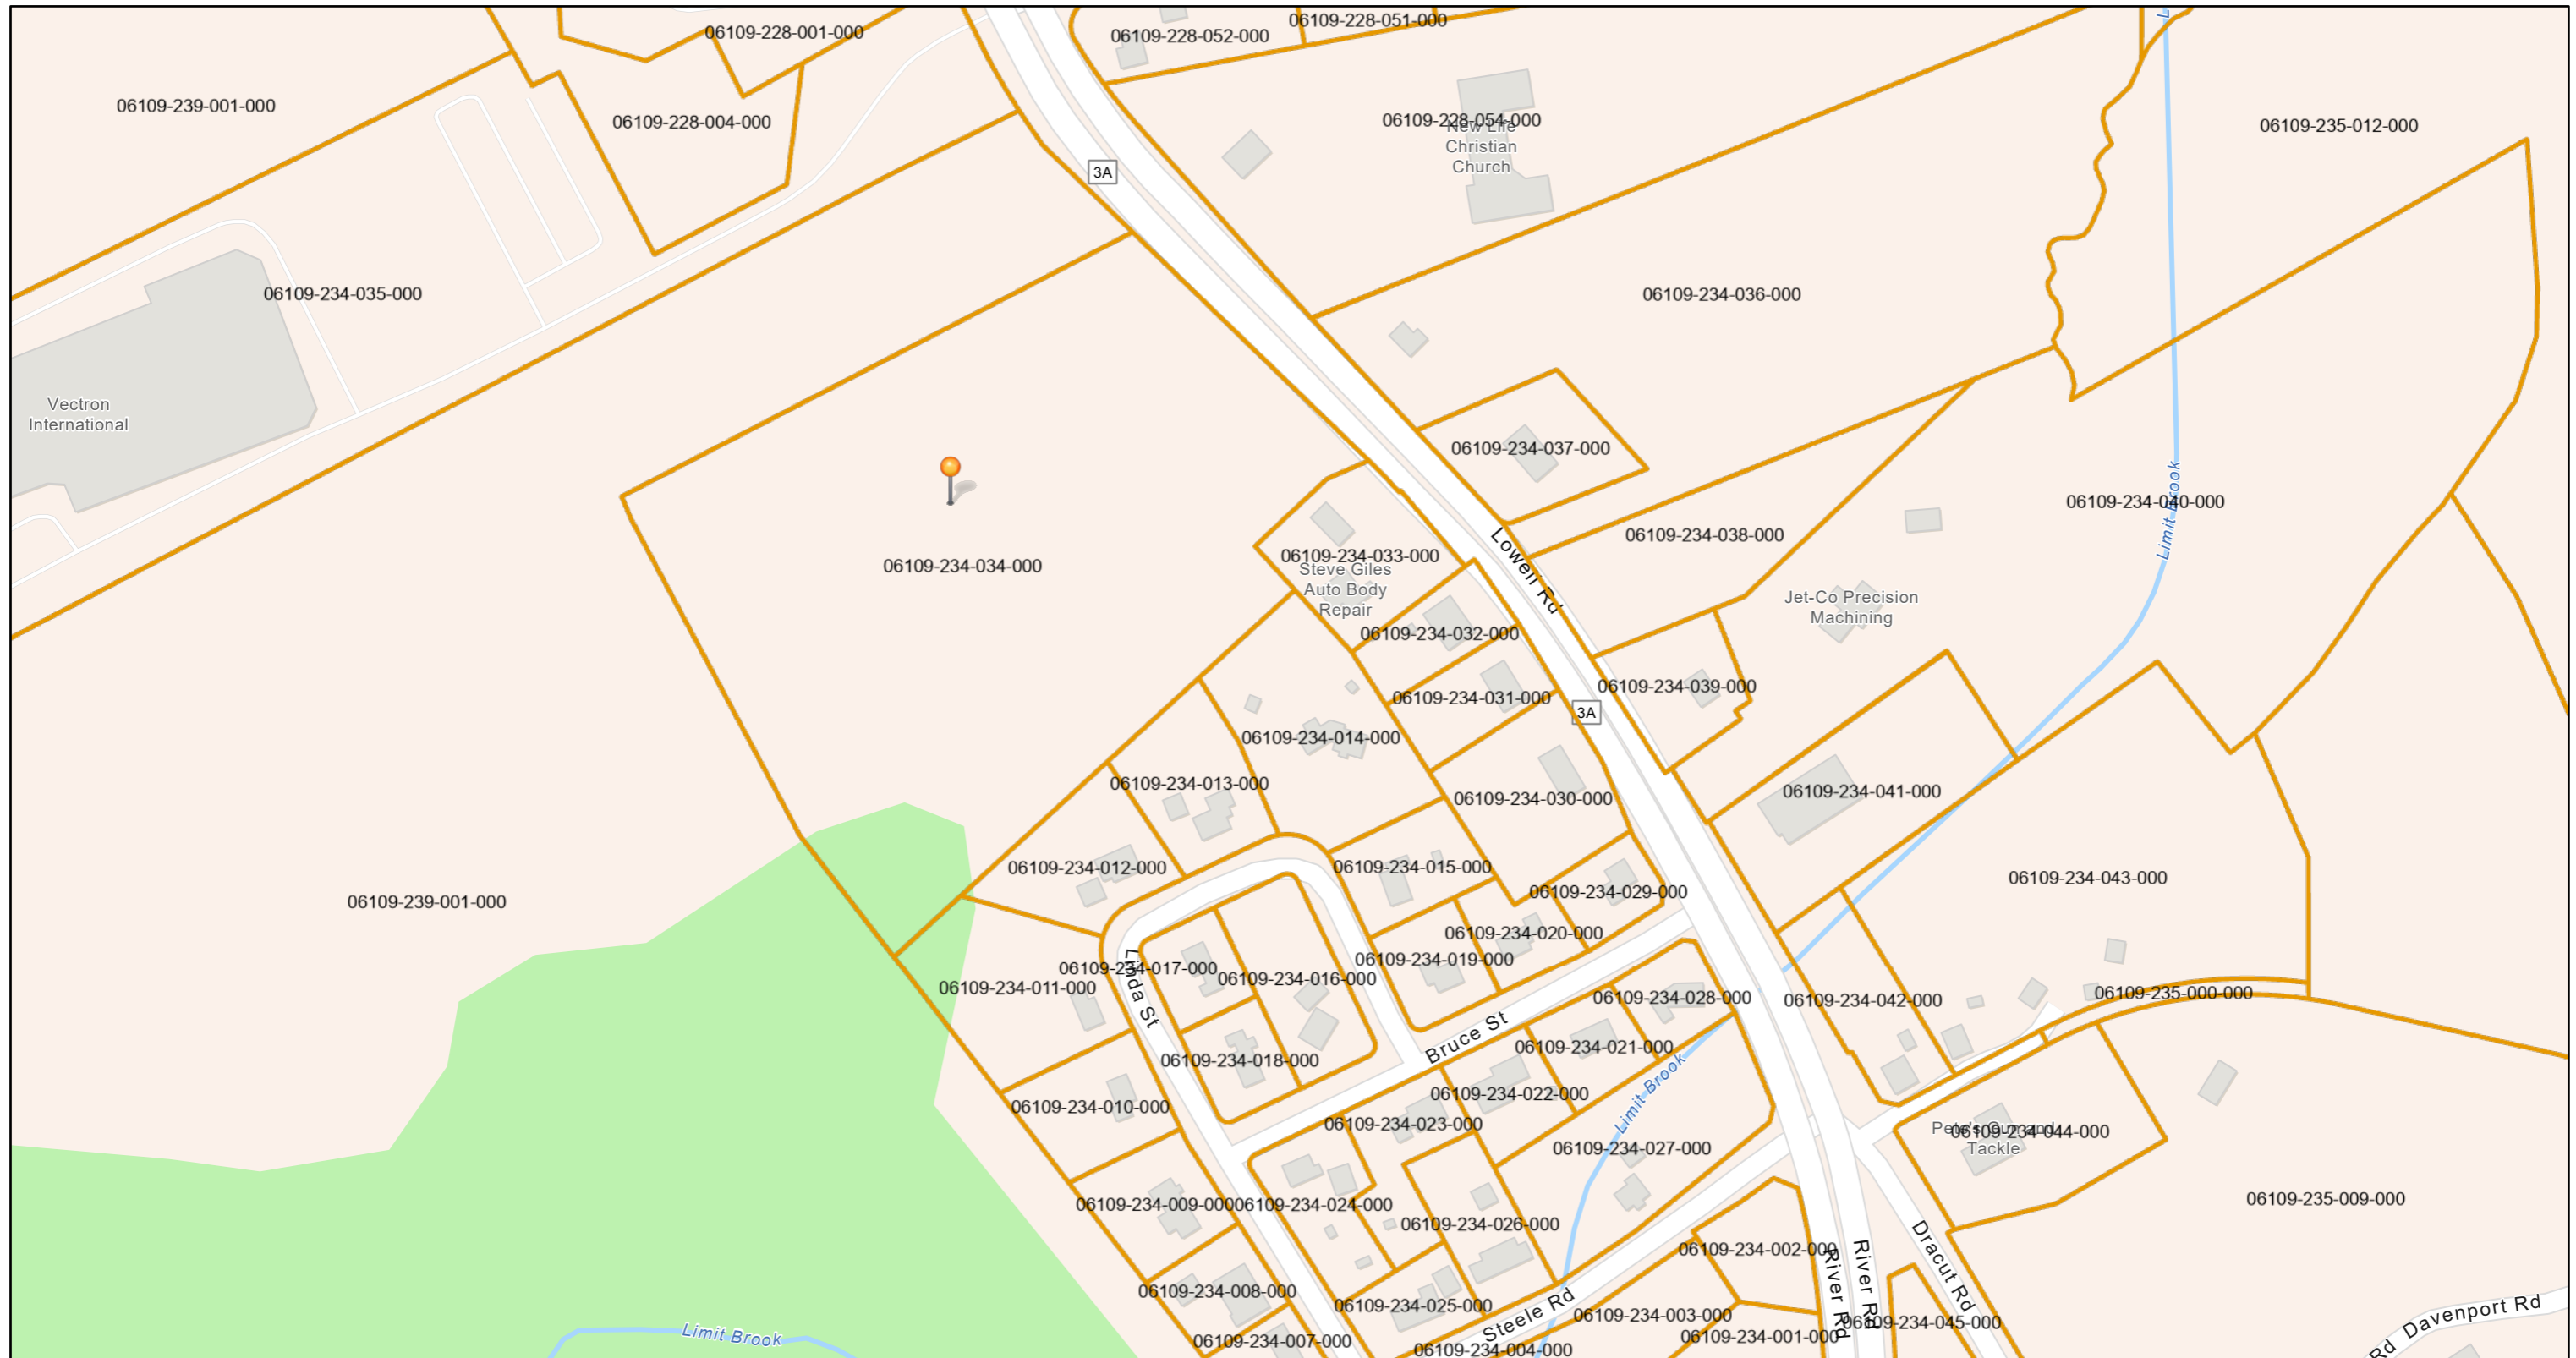 06109-228-001-000
06109-228-051-000
06109-228-052-000
06109-239-001-000
06109-228-004-000
06109-228-054-000
New Life
Christian
Church
06109-235-012-000
3A
06109-234-035-000
06109-234-036-000
Vectron
International
06109-234-037-000
06109-234-040-000
Limit Brook
06109-234-038-000
Lowell Rd
06109-234-034-000
06109-234-033-000
Steve Giles
Auto Body
Repair
Jet-Co Precision
Machining
06109-234-032-000
06109-234-031-000
06109-234-039-000
3A
06109-234-014-000
06109-234-013-000
06109-234-030-000
06109-234-041-000
06109-234-012-000
06109-234-015-000
06109-234-043-000
06109-234-029-000
06109-239-001-000
06109-234-020-000
06109-234-019-000
06109-234-017-000
06109-234-016-000
06109-234-011-000
Linda St
06109-234-028-000
06109-234-042-000
06109-235-000-000
Bruce St
06109-234-021-000
06109-234-018-000
Limit Brook
06109-234-022-000
06109-234-010-000
06109-234-023-000
06109-234-027-000
Pete's Gun and
Tackle
06109-234-044-000
06109-235-009-000
06109-234-009-000
06109-234-024-000
06109-234-026-000
06109-234-002-000
River Rd
River Rd
Dracut Rd
06109-234-008-000
06109-234-025-000
Steele Rd
06109-234-003-000
06109-234-045-000
Davenport Rd
Rd
Limit Brook
06109-234-007-000
06109-234-001-000
06109-234-004-000